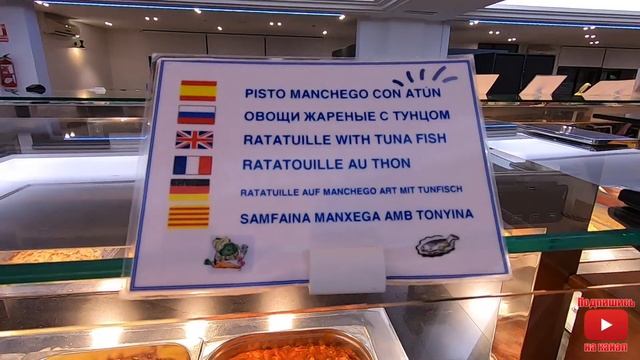 PISTO MANCHEGO CON ATÚN
ОВОЩИ ЖАРЕНЫЕ С ТУНЦОМ
RATATUILLE WITH TUNA FISH
RATATOUILLE AU THON
RATATUILLE AUF MANCHEGO ART MIT TUNFISCH
SAMFAINA MANXEGA AMB TONYINA
Подпишись
на канал